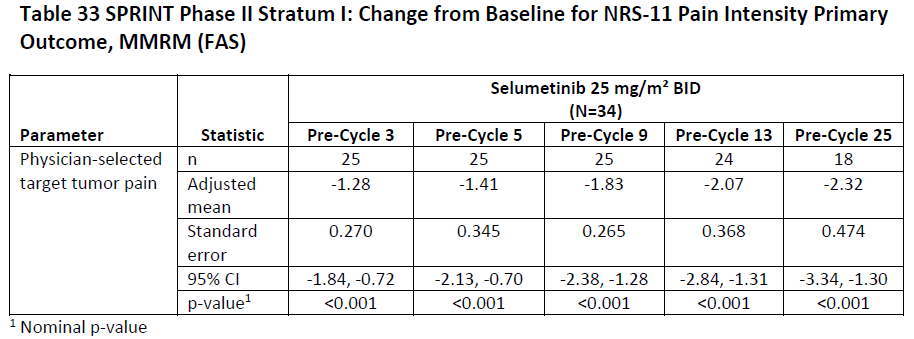 Table 33 SPRINT Phase II Stratum I: Change from Baseline for NRS-11 Pain Intensity Primary
Outcome, MMRM (FAS)
Selumetinib 25 mg/m² BID
(N=34)
Parameter Statistic Pre-Cycle 3 Pre-Cycle 5 Pre-Cycle 9 Pre-Cycle 13 Pre-Cycle 25
Physician-selected n 25 25 25 24 18
target tumor pain Adjusted -1.28 -1.41 -1.83 -2.07 -2.32
mean
Standard 0.270 0.345 0.265 0.368 0.474
error
95% CI -1.84, -0.72 -2.13, -0.70 -2.38, -1.28 -2.84, -1.31 -3.34, -1.30
p-value¹ <0.001 <0.001 <0.001 <0.001 <0.001
¹ Nominal p-value